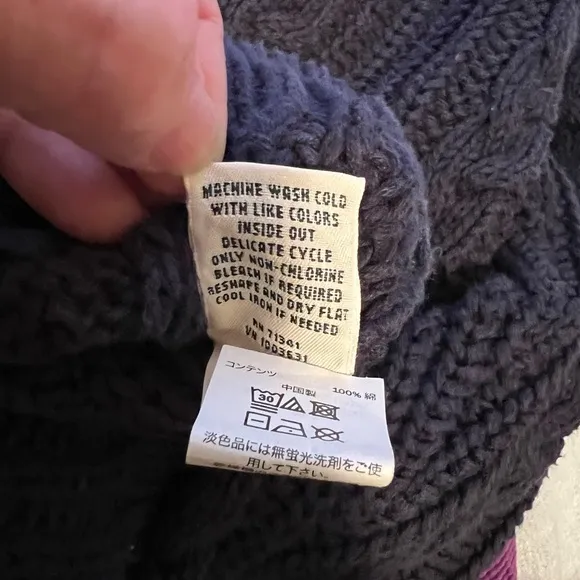 MACHINE WASH COLD
WITH LIKE COLORS
INSIDE OUT
DELICATE CYCLE
ONLY NON-CHLORINE
BLEACH IF REQUIRED
RESHAPE AND DRY FLAT
COOL IRON IF NEEDED
RN 71341
VN 1003631
コンテンツ
中国製 100% 綿
30
淡色品には無蛍光洗剤をご使
用して下さい。